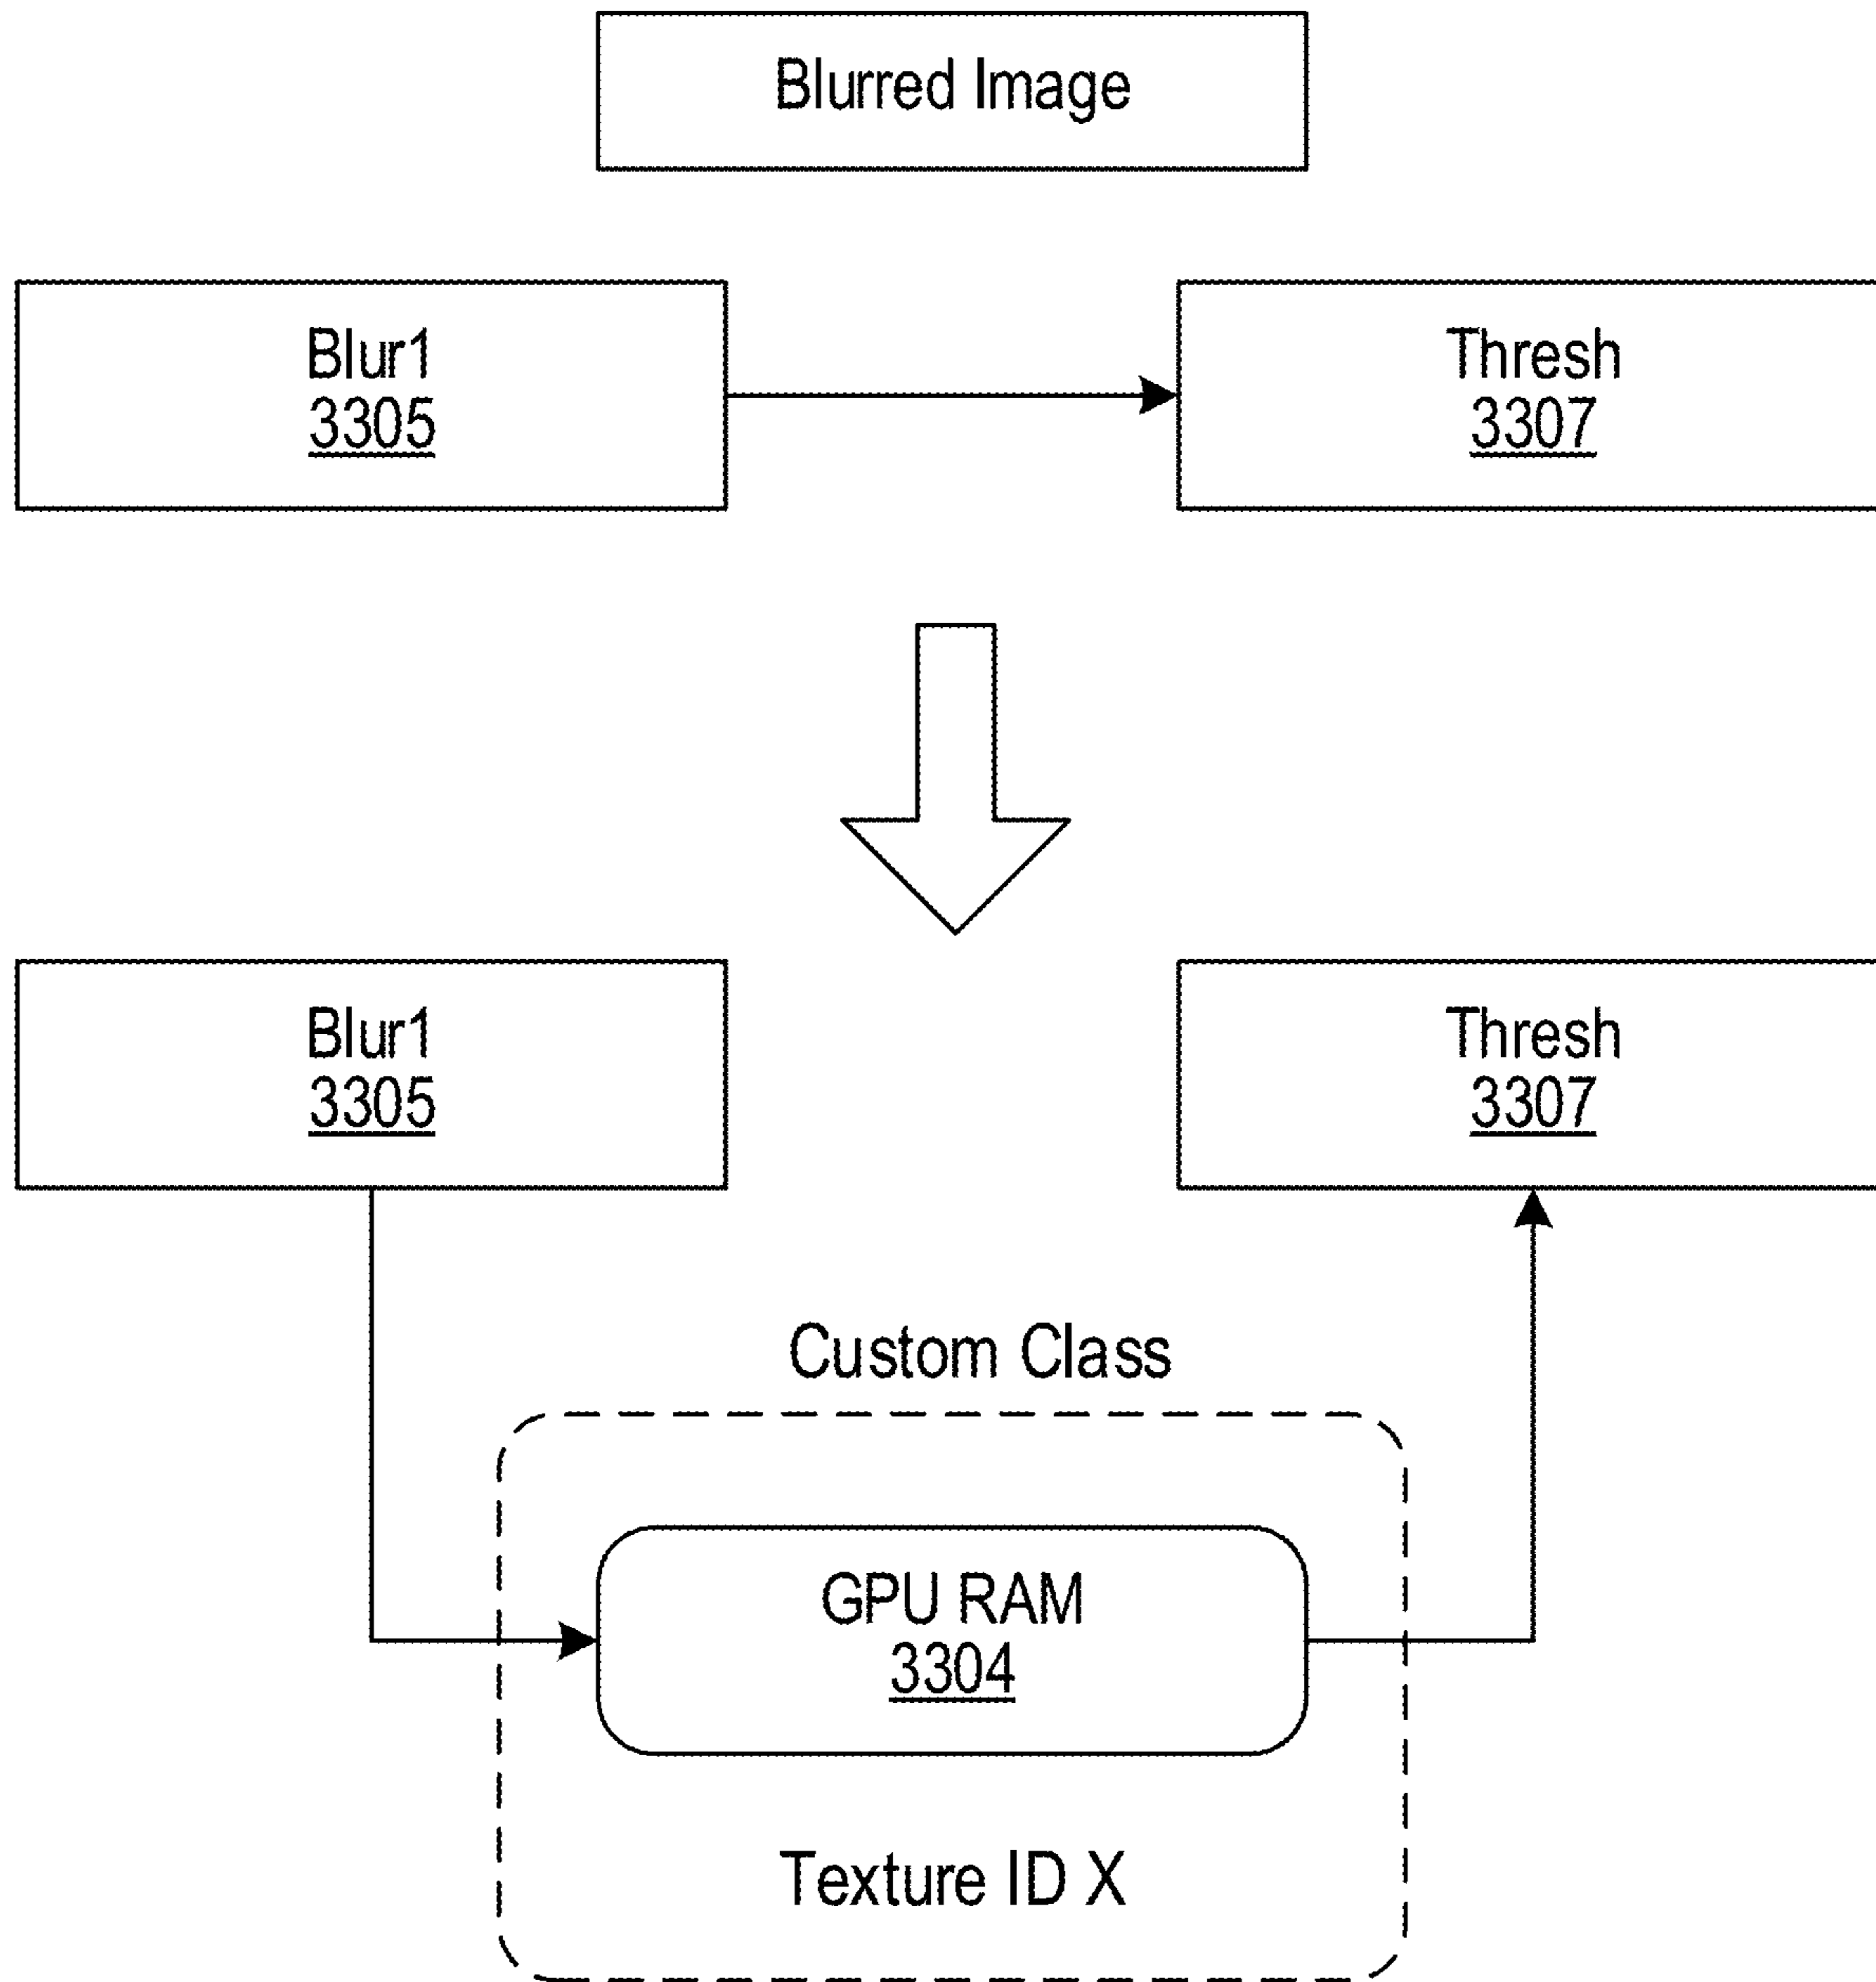 Blurred Image
Blur1
3305
Thresh
3307
Blur1
3305
Thresh
3307
Custom Class
GPU RAM
3304
Texture ID X